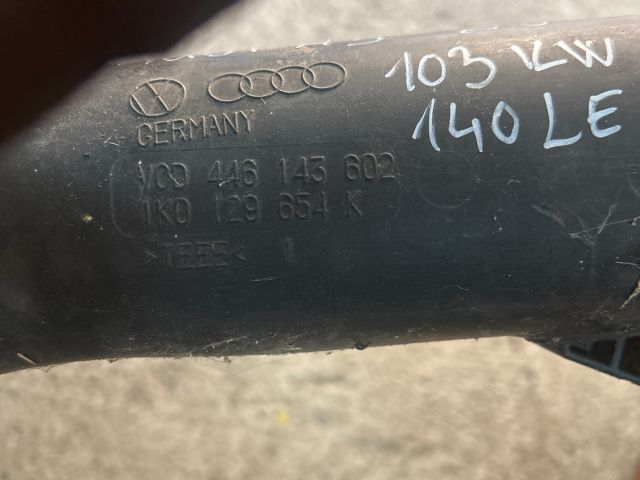 103 KW
140 LE
GERMANY
VCD 446 143 602
1K0 129 654 K
>TEEE< 1